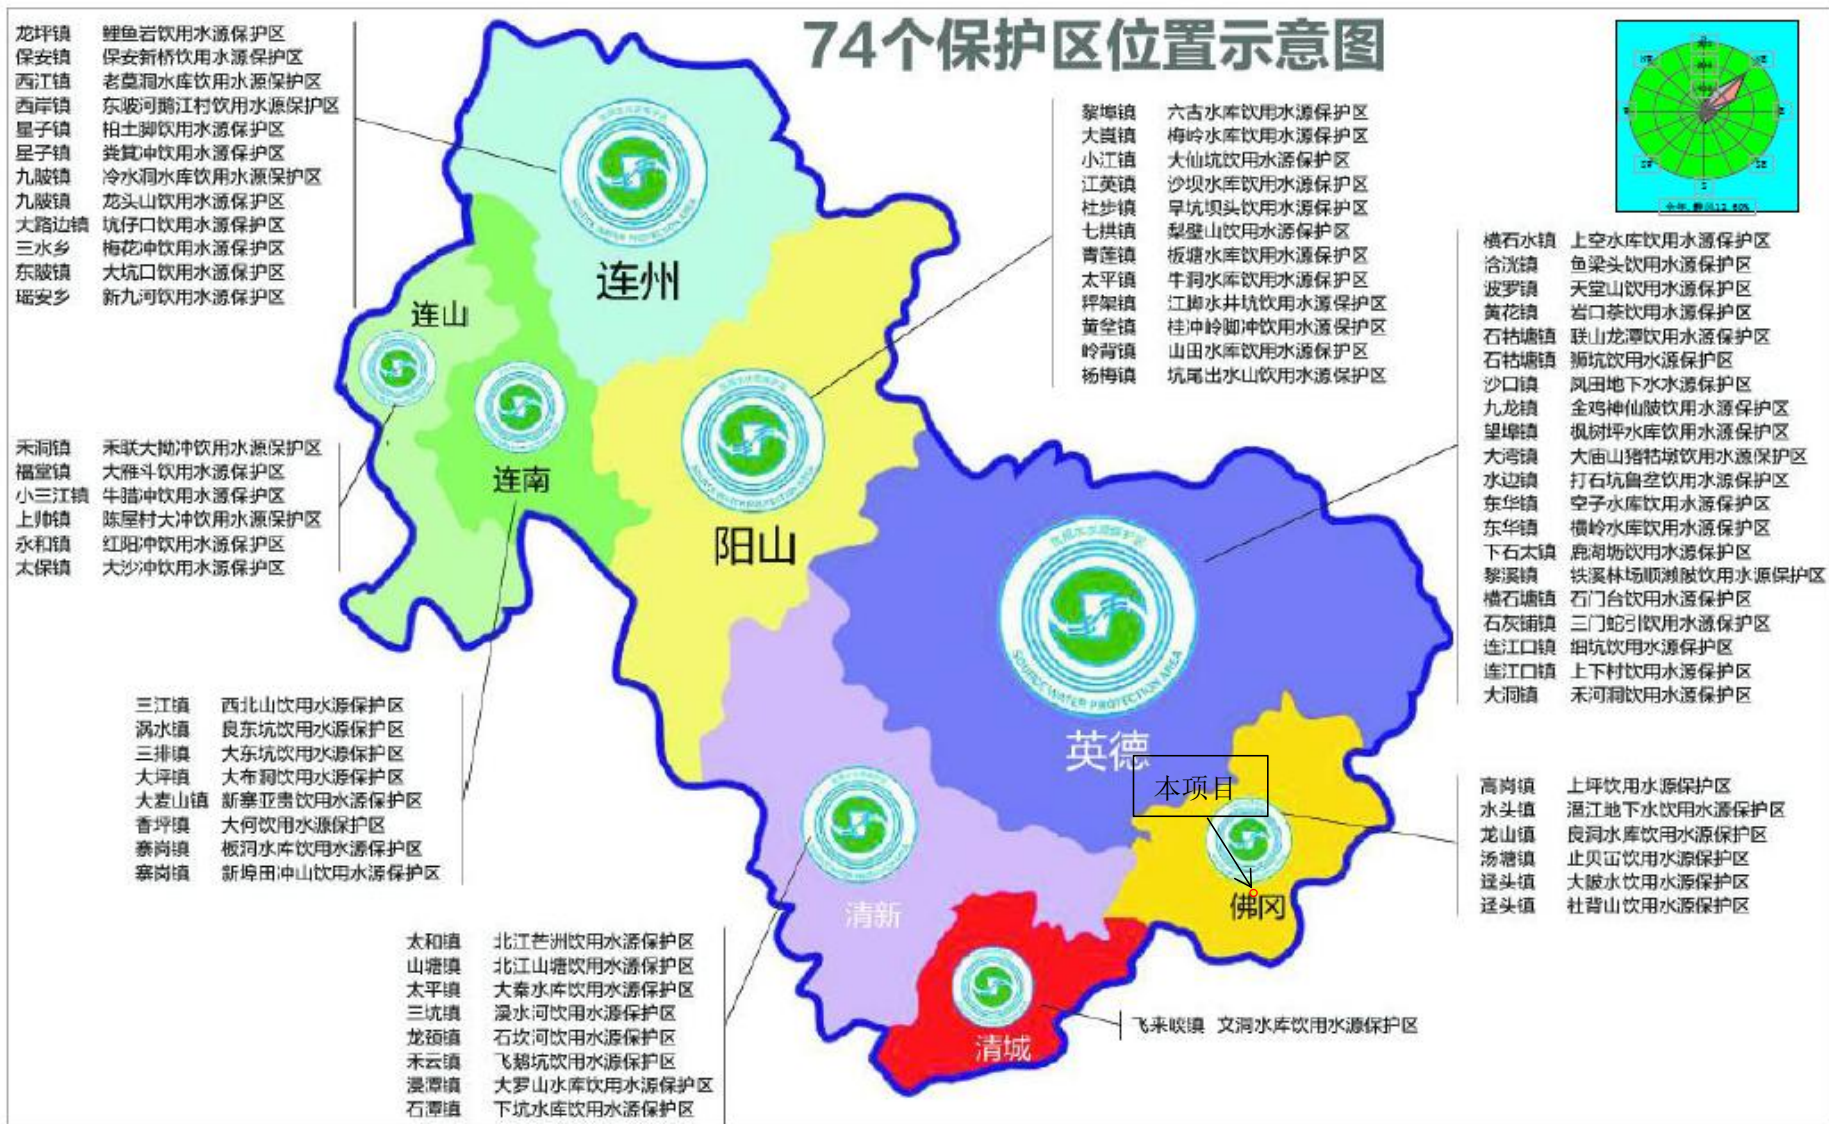 74个保护区位置示意图
龙坪镇 鲤鱼岩饮用水源保护区
保安镇 保安新桥饮用水源保护区
西江镇 老莫洞水库饮用水源保护区
西岸镇 东陂河鹅江村饮用水源保护区
星子镇 柏土脚饮用水源保护区
星子镇 粪箕冲饮用水源保护区
九陂镇 冷水洞水库饮用水源保护区
九陂镇 龙头山饮用水源保护区
大路边镇 坑仔口饮用水源保护区
三水乡 梅花冲饮用水源保护区
东陂镇 大坑口饮用水源保护区
瑶安乡 新九河饮用水源保护区
黎埠镇 六古水库饮用水源保护区
大崀镇 梅岭水库饮用水源保护区
小江镇 大仙坑饮用水源保护区
江英镇 沙坝水库饮用水源保护区
杜步镇 旱坑坝头饮用水源保护区
七拱镇 梨壁山饮用水源保护区
青莲镇 板塘水库饮用水源保护区
太平镇 牛洞水库饮用水源保护区
秤架镇 江脚水井坑饮用水源保护区
黄坌镇 桂冲岭脚冲饮用水源保护区
岭背镇 山田水库饮用水源保护区
杨梅镇 坑尾出水山饮用水源保护区
全年,静风12.60%
横石水镇 上空水库饮用水源保护区
浛洸镇 鱼梁头饮用水源保护区
波罗镇 天堂山饮用水源保护区
黄花镇 岩口茶饮用水源保护区
石牯塘镇 联山龙潭饮用水源保护区
石牯塘镇 狮坑饮用水源保护区
沙口镇 凤田地下水水源保护区
九龙镇 金鸡神仙陂饮用水源保护区
望埠镇 枫树坪水库饮用水源保护区
大湾镇 大庙山猪牯墩饮用水源保护区
水边镇 打石坑鲁坌饮用水源保护区
东华镇 空子水库饮用水源保护区
东华镇 横岭水库饮用水源保护区
下石太镇 鹿湖坜饮用水源保护区
黎溪镇 铁溪林场顺濑陂饮用水源保护区
横石塘镇 石门台饮用水源保护区
石灰铺镇 三门蛇引饮用水源保护区
连江口镇 细坑饮用水源保护区
连江口镇 上下村饮用水源保护区
大洞镇 禾河洞饮用水源保护区
连州
连山
连南
阳山
英德
清新
清城
佛冈
本项目
SOURCE WATER PROTECTION AREA
禾洞镇 禾联大拗冲饮用水源保护区
福堂镇 大雁斗饮用水源保护区
小三江镇 牛腊冲饮用水源保护区
上帅镇 陈屋村大冲饮用水源保护区
永和镇 红阳冲饮用水源保护区
太保镇 大沙冲饮用水源保护区
三江镇 西北山饮用水源保护区
涡水镇 良东坑饮用水源保护区
三排镇 大东坑饮用水源保护区
大坪镇 大布洞饮用水源保护区
大麦山镇 新寨亚贵饮用水源保护区
香坪镇 大何饮用水源保护区
寨岗镇 板洞水库饮用水源保护区
寨岗镇 新埠田冲山饮用水源保护区
高岗镇 上坪饮用水源保护区
水头镇 潖江地下水饮用水源保护区
龙山镇 良洞水库饮用水源保护区
汤塘镇 止贝窋饮用水源保护区
迳头镇 大陂水饮用水源保护区
迳头镇 社背山饮用水源保护区
太和镇 北江芒洲饮用水源保护区
山塘镇 北江山塘饮用水源保护区
太平镇 大秦水库饮用水源保护区
三坑镇 漫水河饮用水源保护区
龙颈镇 石坎河饮用水源保护区
禾云镇 飞鹅坑饮用水源保护区
浸潭镇 大罗山水库饮用水源保护区
石潭镇 下坑水库饮用水源保护区
飞来峡镇 文洞水库饮用水源保护区